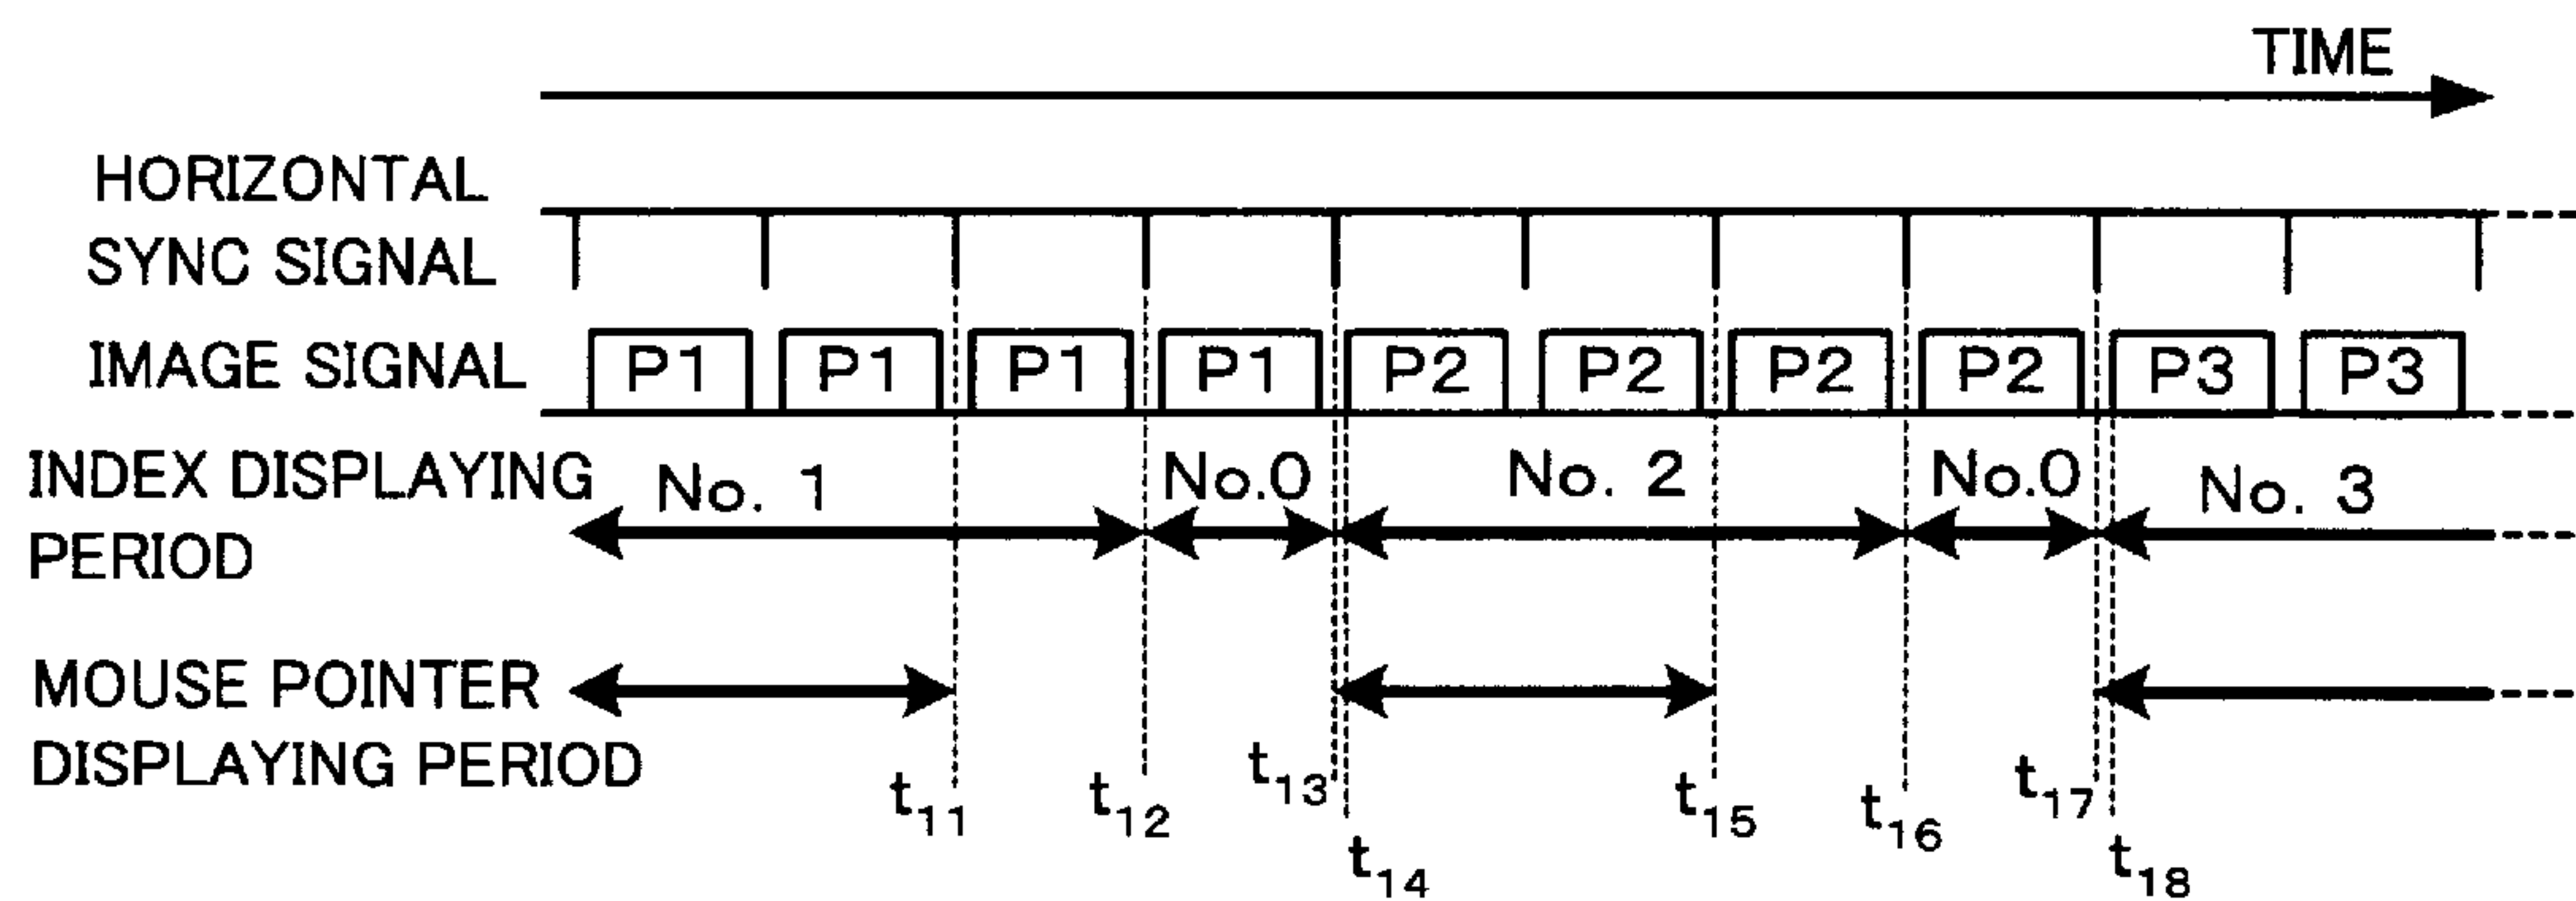 TIME
HORIZONTAL
SYNC SIGNAL
IMAGE SIGNAL P1 P1 P1 P1 P2 P2 P2 P2 P3 P3
INDEX DISPLAYING
PERIOD
No. 1 No.0 No. 2 No.0 No. 3
MOUSE POINTER
DISPLAYING PERIOD
t11 t12 t13 t14 t15 t16 t17 t18